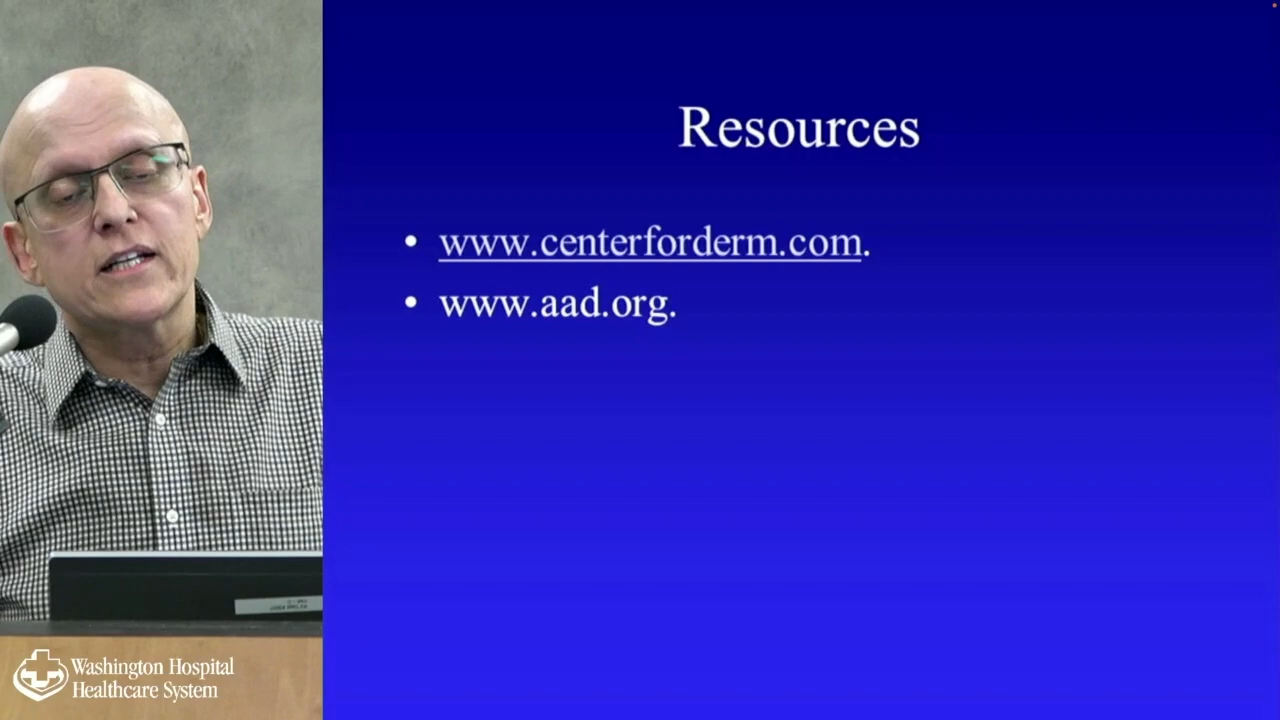 Resources
• www.centerforderm.com.
• www.aad.org.
Washington Hospital
Healthcare System